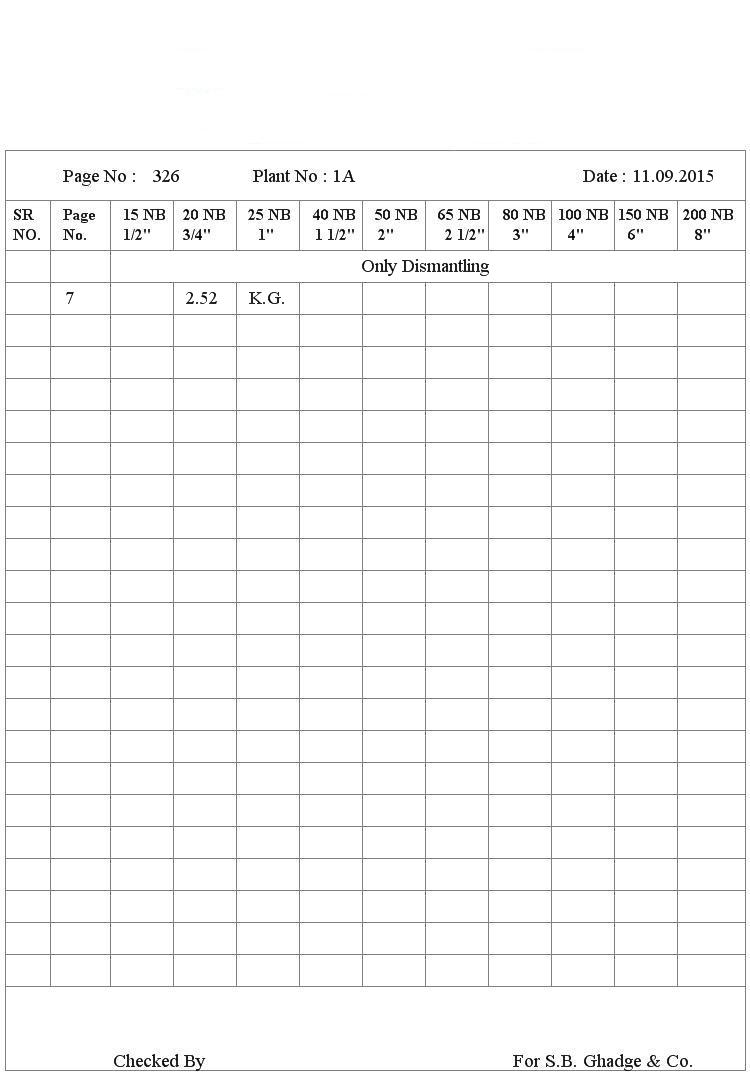 Page No : 326 Plant No : 1A Date : 11.09.2015
SR Page 15 NB 20 NB 25 NB 40 NB 50 NB 65 NB 80 NB 100 NB 150 NB 200 NB
NO. No. 1/2" 3/4" 1" 1 1/2" 2" 2 1/2" 3" 4" 6" 8"
Only Dismantling
7 2.52 K.G.
Checked By For S.B. Ghadge & Co.